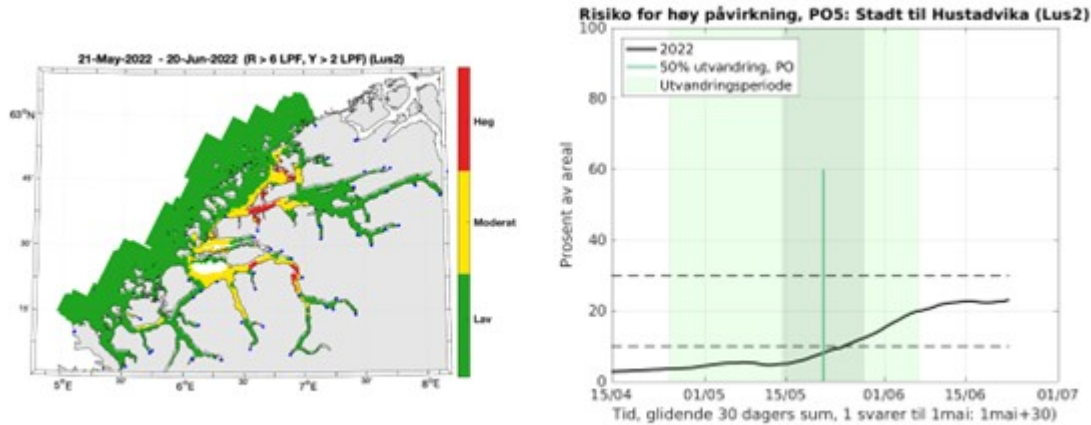 21-May-2022 - 20-Jun-2022 (R > 6 LPF, Y > 2 LPF) (Lus2)
63°N
45'
30'
15'
5°E
30'
6°E
30'
7°E
30'
8°E
Høg
Moderat
Lav
Risiko for høy påvirkning, PO5: Stadt til Hustadvika (Lus2)
2022
50% utvandring, PO
Utvandringsperiode
Prosent av areal
100
80
60
40
20
0
15/04
01/05
15/05
01/06
15/06
01/07
Tid, glidende 30 dagers sum, 1 svarer til 1mai: 1mai+30)